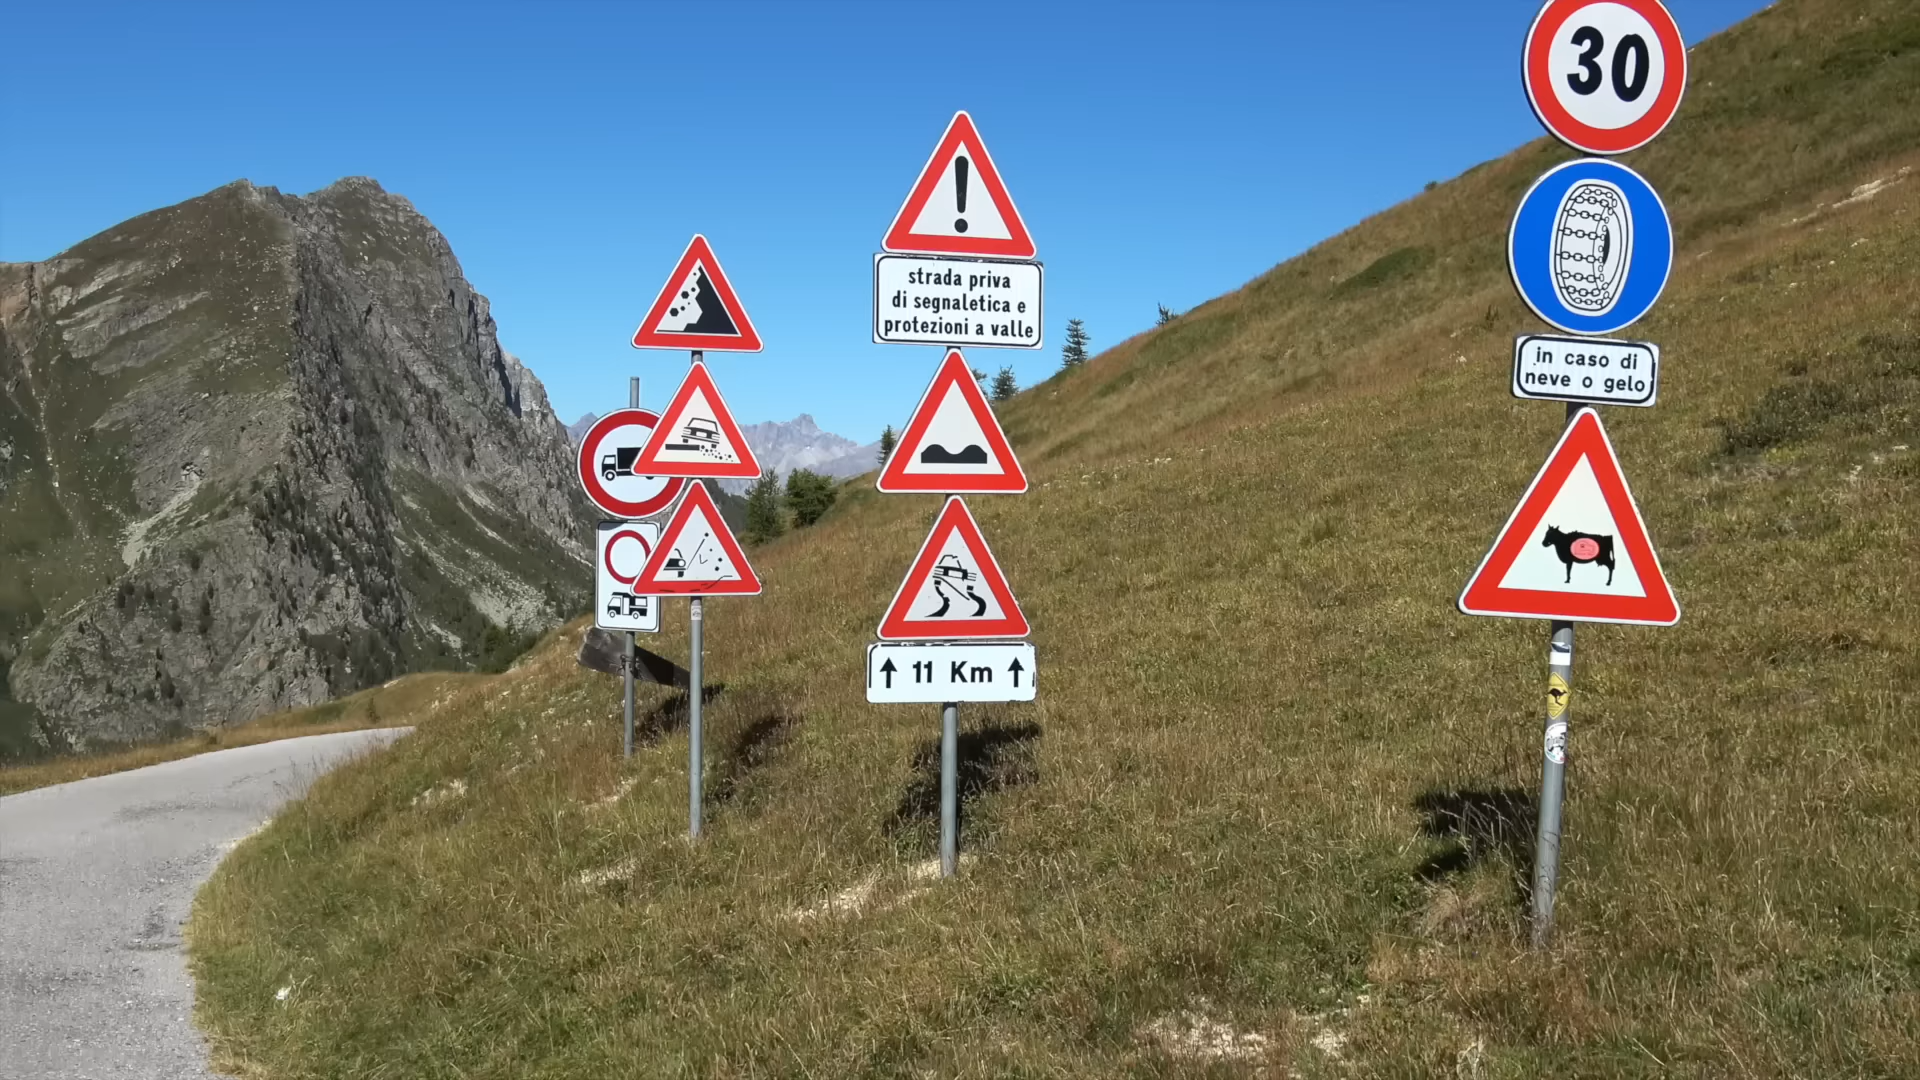 strada priva
di segnaletica e
protezioni a valle
↑ 11 Km ↑
30
in caso di
neve o gelo